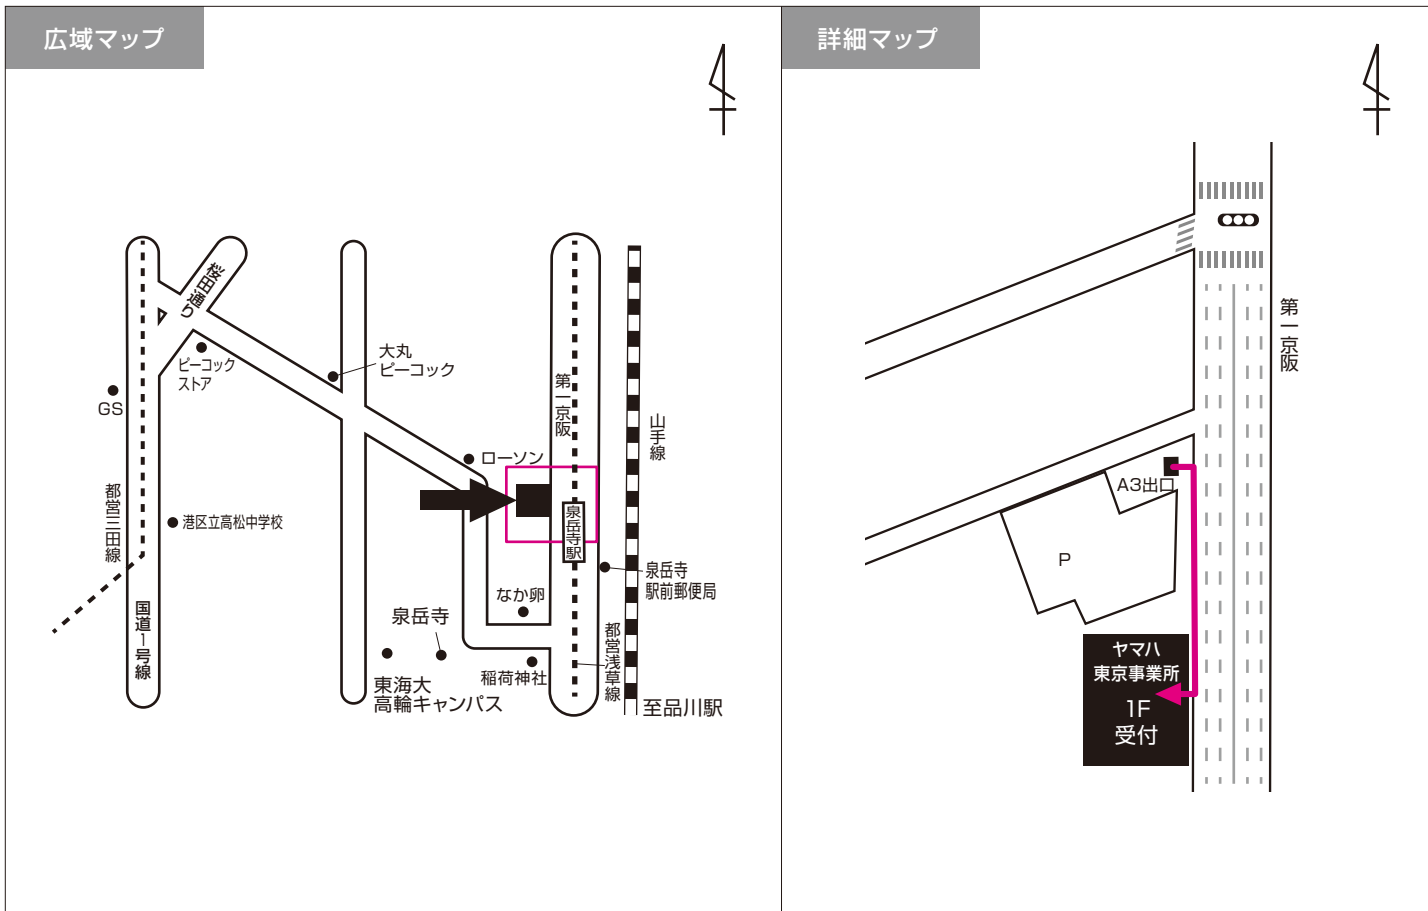 広域マップ
桜田通り
ピーコック
ストア
大丸
ピーコック
GS
第一京阪
山手線
ローソン
都営三田線
港区立高松中学校
泉岳寺駅
泉岳寺
駅前郵便局
なか卵
泉岳寺
国道1号線
都営浅草線
稲荷神社
東海大
高輪キャンパス
至品川駅
詳細マップ
第一京阪
A3出口
P
ヤマハ
東京事業所
1F
受付